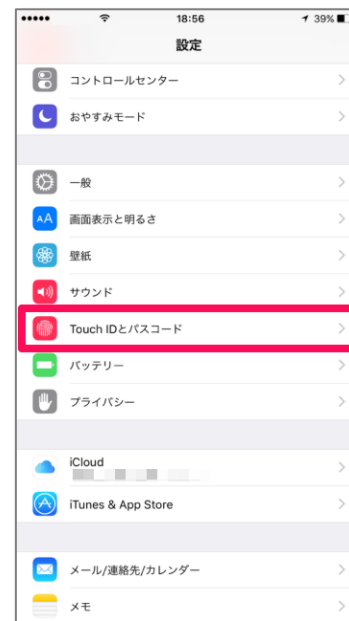 18:56
39%
設定
コントロールセンター
おやすみモード
一般
AA 画面表示と明るさ
壁紙
サウンド
Touch IDとパスコード
バッテリー
プライバシー
iCloud
iTunes & App Store
メール/連絡先/カレンダー
メモ